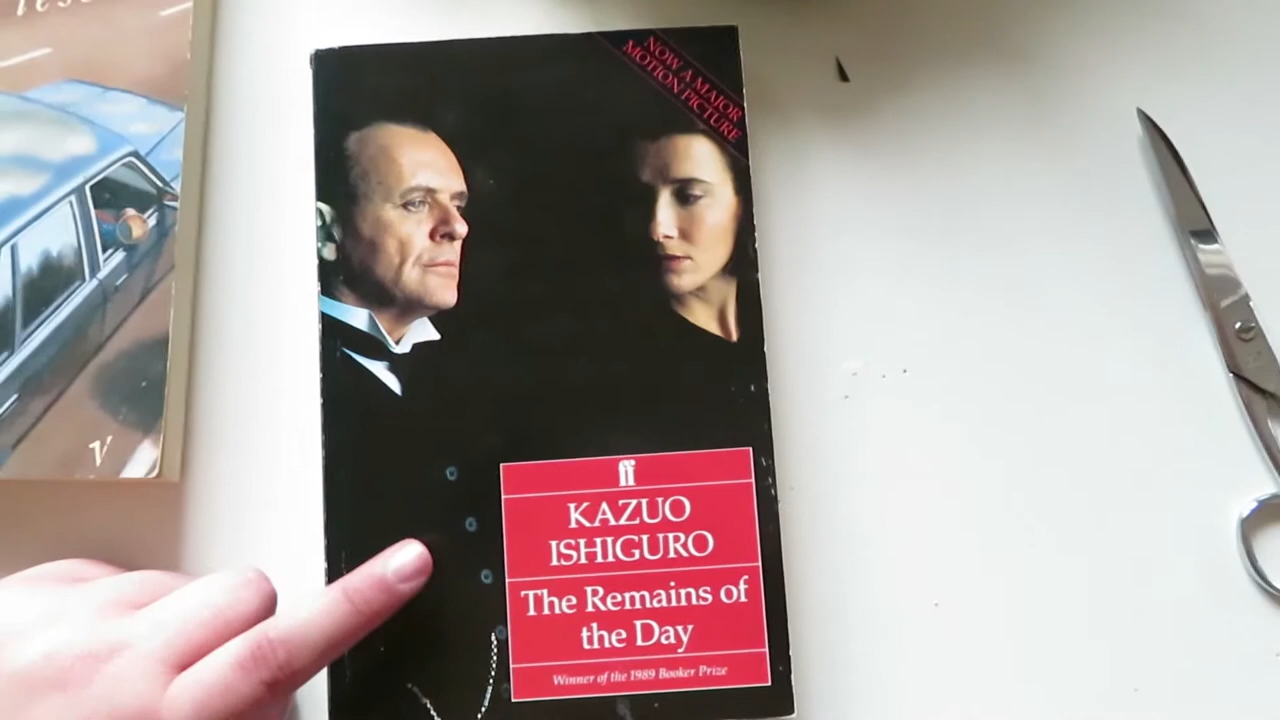 NOW A MAJOR
MOTION PICTURE
ff
KAZUO
ISHIGURO
The Remains of
the Day
Winner of the 1989 Booker Prize
V